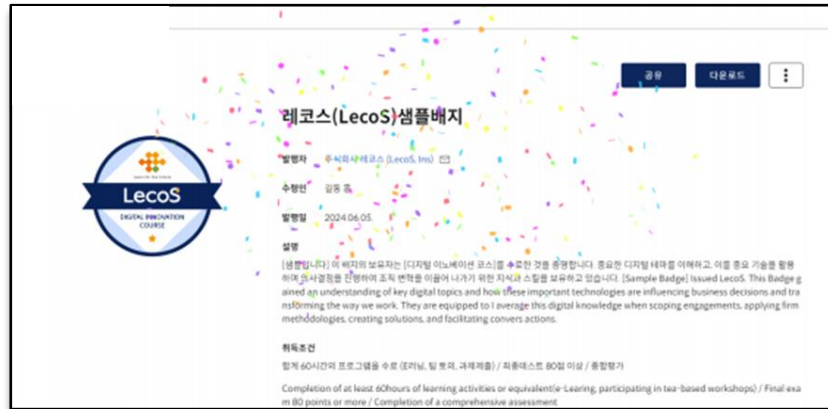 공유
다운로드
레코스(LecoS)샘플배지
발행자 주식회사 레코스 (LecoS, Ins)
수령인 길동 홍
발행일 2024.06.05
설명
[샘플입니다] 이 배지의 보유자는 [디지털 이노베이션 코스]를 수료한 것을 증명합니다. 중요한 디지털 테마를 이해하고, 이를 중요 기술을 활용
하여 의사결정을 진행하여 조직 변혁을 이끌어 나가기 위한 지식과 스킬을 보유하고 있습니다. [Sample Badge] Issued LecoS. This Badge g
ained an understanding of key digital topics and how these important technologies are influencing business decisions and tra
nsforming the way we work. They are equipped to l average this digital knowledge when scoping engagements, applying firm
methodologies, creating solutions, and facilitating convers actions.
취득조건
합계 60시간의 프로그램을 수료 (E러닝, 팀 토의, 과제제출) / 최종테스트 80점 이상 / 종합평가
Completion of at least 60hours of learning activities or equivalent(e-Learing, participating in tea-based workshops) / Final exa
m 80 points or more / Completion of a comprehensive assessment
LecoS
DIGITAL INNOVATION
COURSE